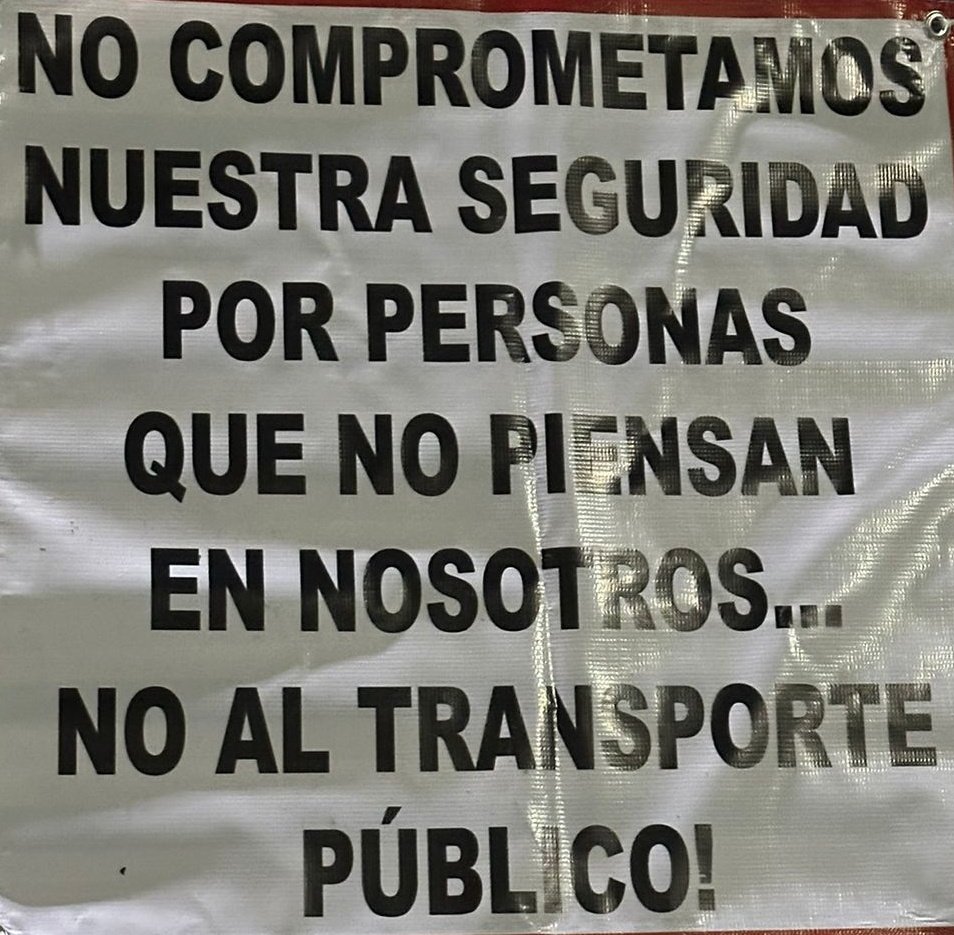 NO COMPROMETAMOS
NUESTRA SEGURIDAD
POR PERSONAS
QUE NO PIENSAN
EN NOSOTROS...
NO AL TRANSPORTE
PÚBLICO!